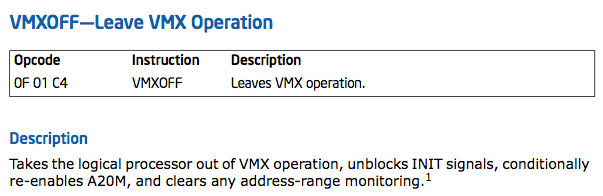 VMXOFF—Leave VMX Operation
Opcode Instruction Description
0F 01 C4 VMXOFF Leaves VMX operation.
Description
Takes the logical processor out of VMX operation, unblocks INIT signals, conditionally
re-enables A20M, and clears any address-range monitoring.1